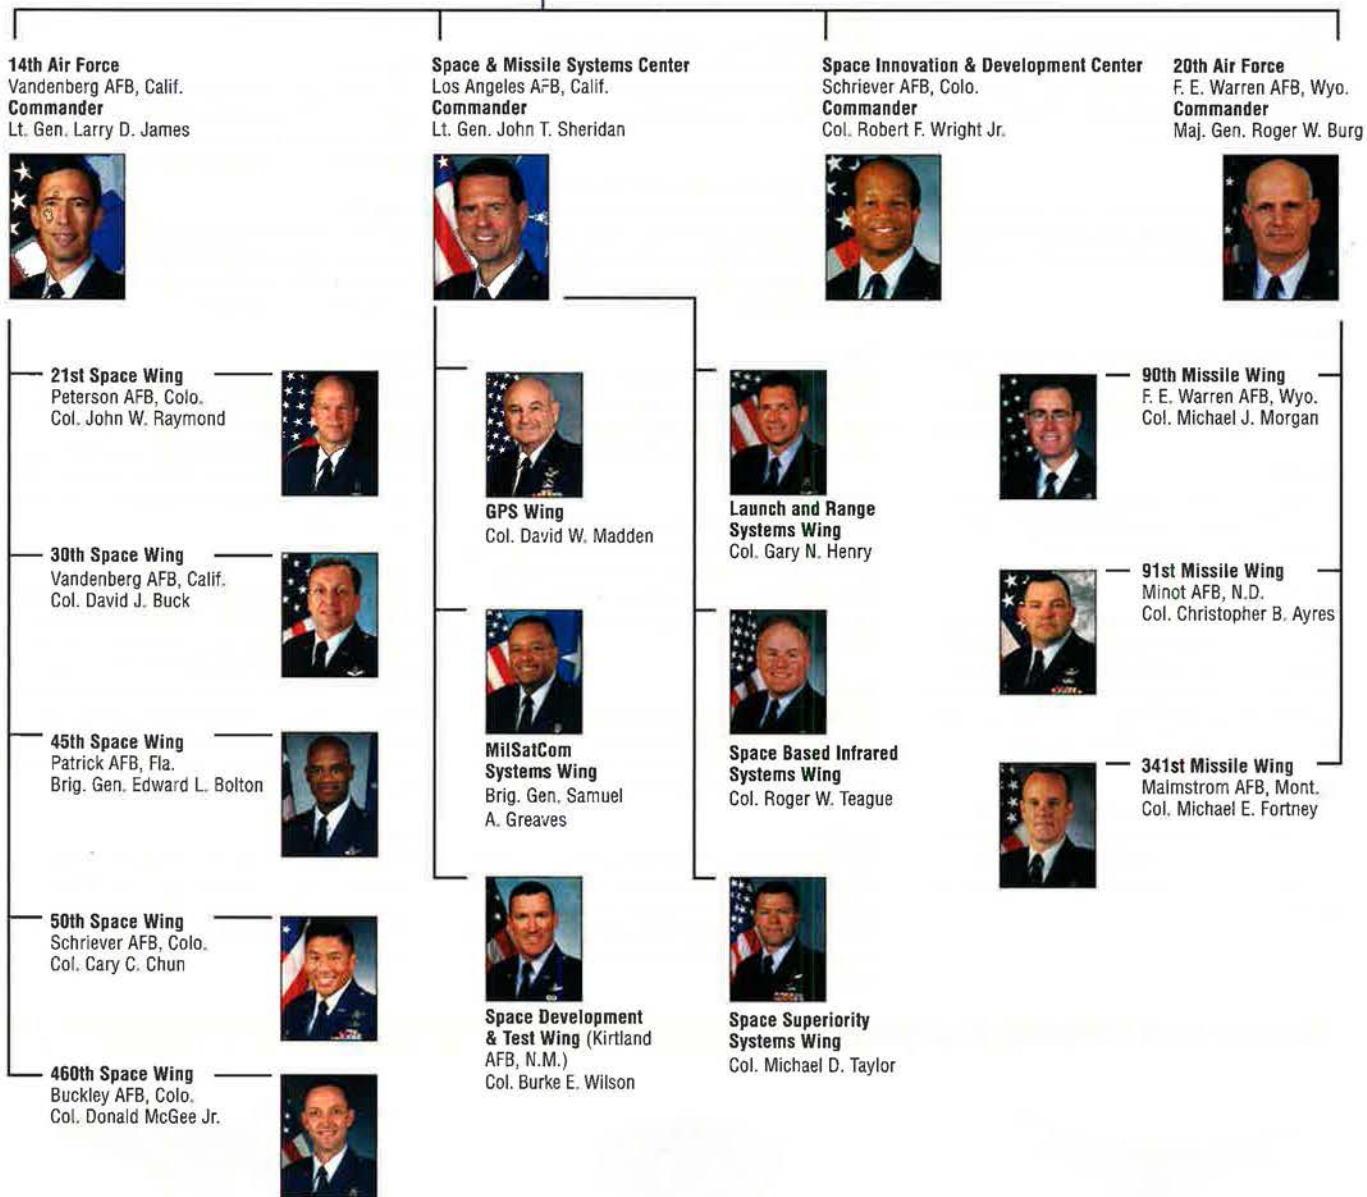 14th Air Force
Vandenberg AFB, Calif.
Commander
Lt. Gen. Larry D. James
Space & Missile Systems Center
Los Angeles AFB, Calif.
Commander
Lt. Gen. John T. Sheridan
Space Innovation & Development Center
Schriever AFB, Colo.
Commander
Col. Robert F. Wright Jr.
20th Air Force
F. E. Warren AFB, Wyo.
Commander
Maj. Gen. Roger W. Burg
21st Space Wing
Peterson AFB, Colo.
Col. John W. Raymond
30th Space Wing
Vandenberg AFB, Calif.
Col. David J. Buck
45th Space Wing
Patrick AFB, Fla.
Brig. Gen. Edward L. Bolton
50th Space Wing
Schriever AFB, Colo.
Col. Cary C. Chun
460th Space Wing
Buckley AFB, Colo.
Col. Donald McGee Jr.
GPS Wing
Col. David W. Madden
MilSatCom
Systems Wing
Brig. Gen. Samuel
A. Greaves
Space Development
& Test Wing (Kirtland
AFB, N.M.)
Col. Burke E. Wilson
Launch and Range
Systems Wing
Col. Gary N. Henry
Space Based Infrared
Systems Wing
Col. Roger W. Teague
Space Superiority
Systems Wing
Col. Michael D. Taylor
90th Missile Wing
F. E. Warren AFB, Wyo.
Col. Michael J. Morgan
91st Missile Wing
Minot AFB, N.D.
Col. Christopher B. Ayres
341st Missile Wing
Malmstrom AFB, Mont.
Col. Michael E. Fortney